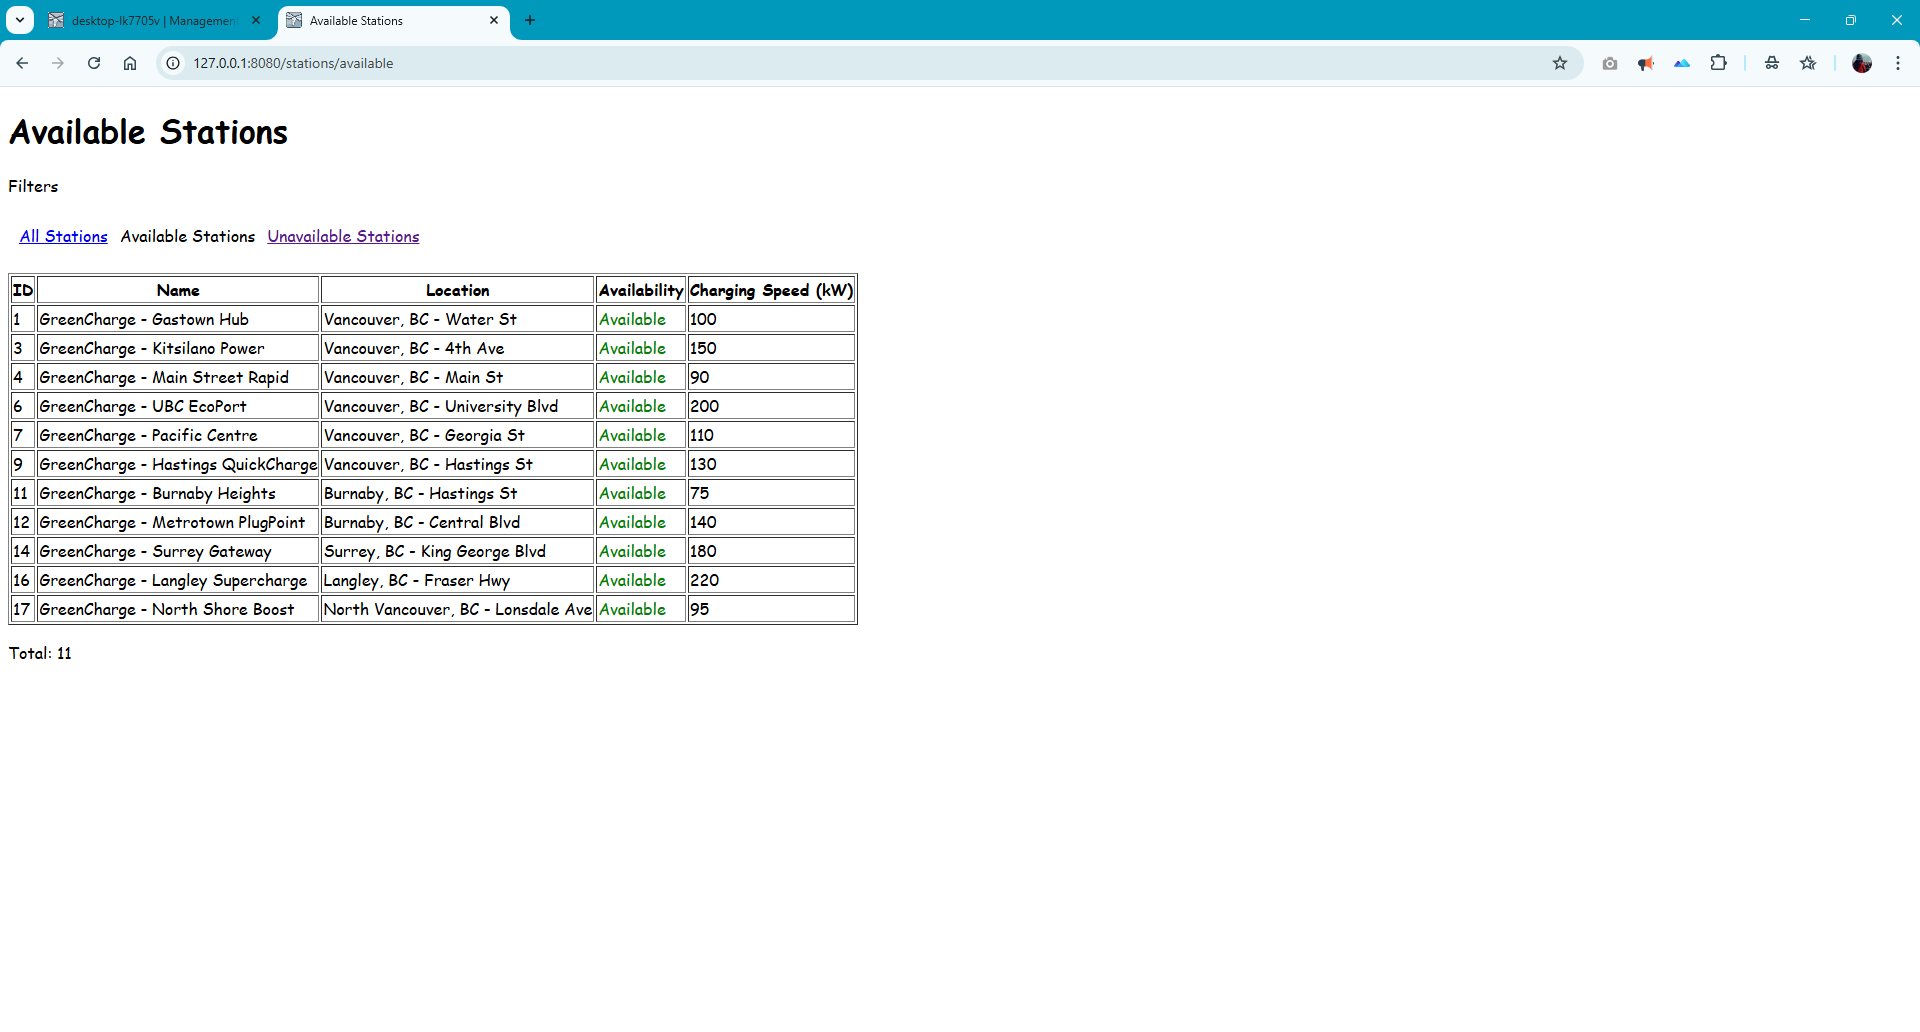 desktop-lk7705v | Management
Available Stations
127.0.0.1:8080/stations/available
Available Stations
Filters
All Stations Available Stations Unavailable Stations
ID Name Location Availability Charging Speed (kW)
1 GreenCharge - Gastown Hub Vancouver, BC - Water St Available 100
3 GreenCharge - Kitsilano Power Vancouver, BC - 4th Ave Available 150
4 GreenCharge - Main Street Rapid Vancouver, BC - Main St Available 90
6 GreenCharge - UBC EcoPort Vancouver, BC - University Blvd Available 200
7 GreenCharge - Pacific Centre Vancouver, BC - Georgia St Available 110
9 GreenCharge - Hastings QuickCharge Vancouver, BC - Hastings St Available 130
11 GreenCharge - Burnaby Heights Burnaby, BC - Hastings St Available 75
12 GreenCharge - Metrotown PlugPoint Burnaby, BC - Central Blvd Available 140
14 GreenCharge - Surrey Gateway Surrey, BC - King George Blvd Available 180
16 GreenCharge - Langley Supercharge Langley, BC - Fraser Hwy Available 220
17 GreenCharge - North Shore Boost North Vancouver, BC - Lonsdale Ave Available 95
Total: 11